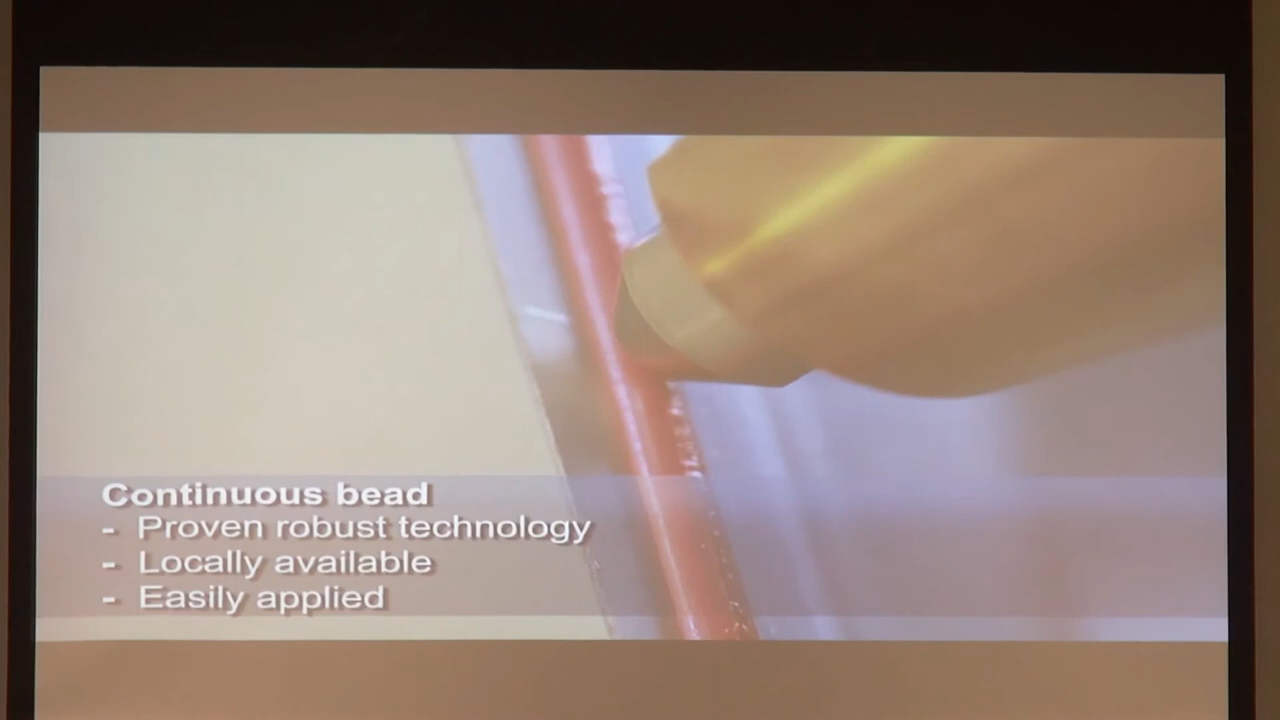 Continuous bead
- Proven robust technology
- Locally available
- Easily applied